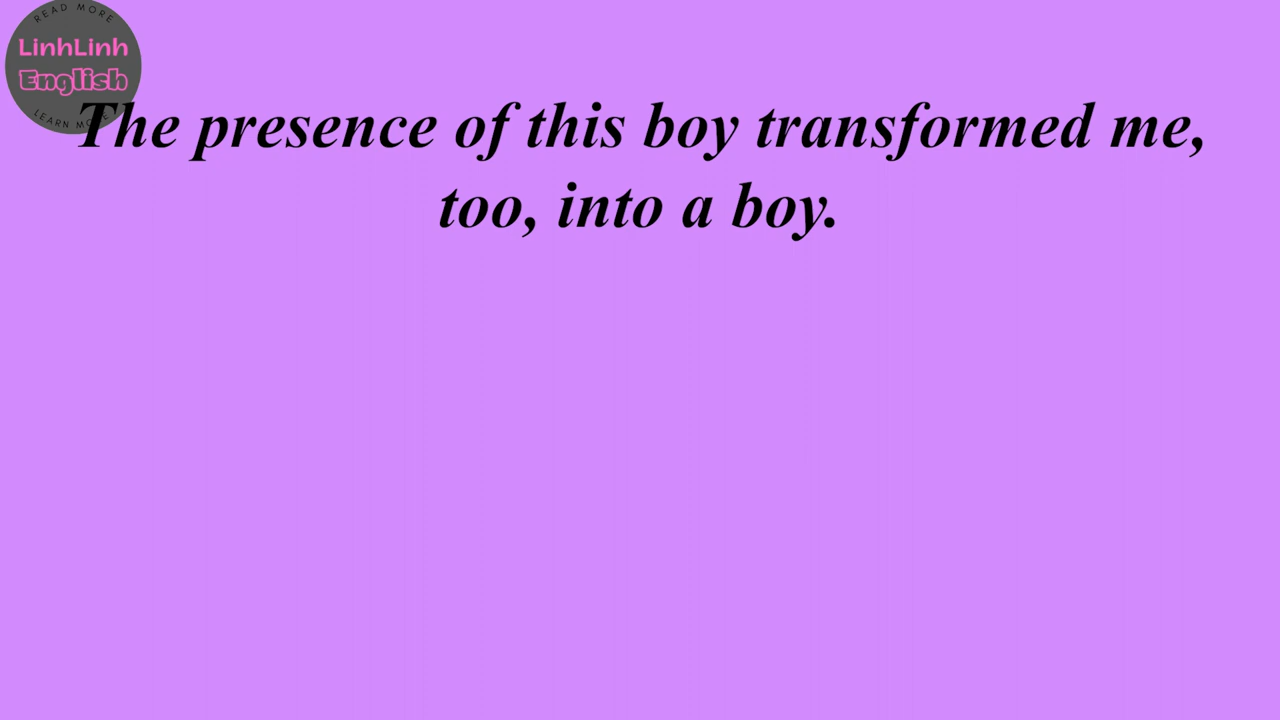 READ MORE
LinhLinh
English
LEARN MORE
The presence of this boy transformed me,
too, into a boy.